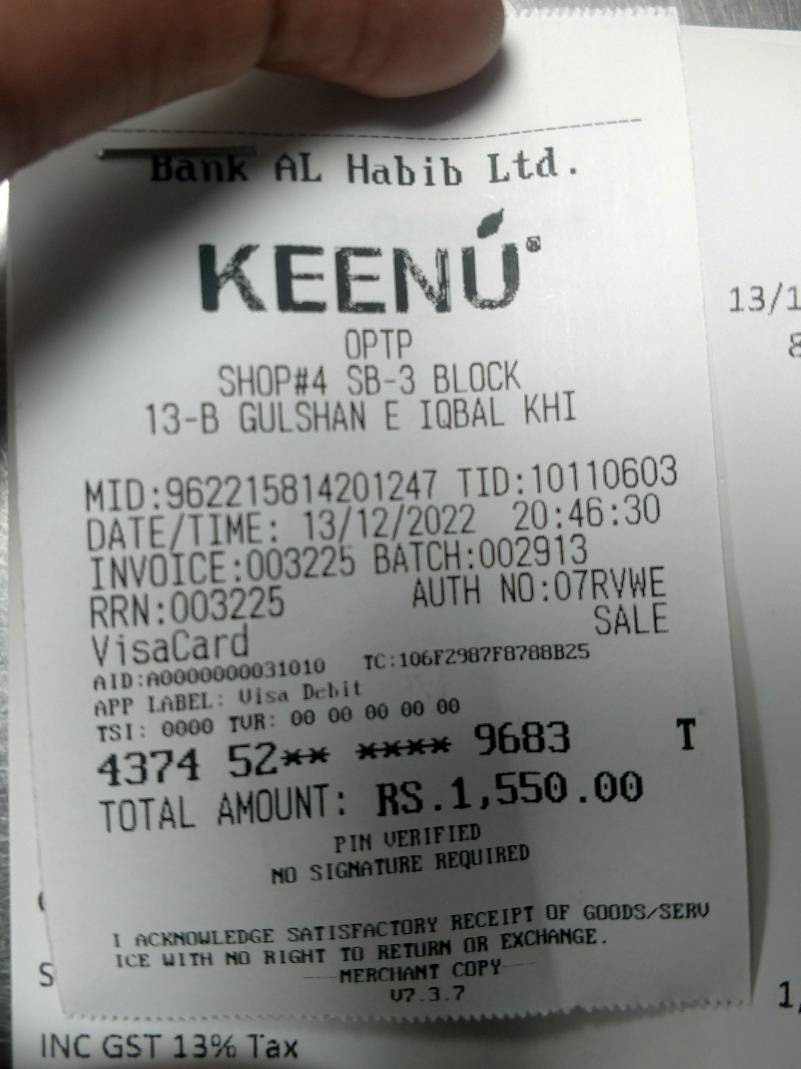 Bank AL Habib Ltd.
KEENÚ®
OPTP
SHOP#4 SB-3 BLOCK
13-B GULSHAN E IQBAL KHI
MID:962215814201247 TID:10110603
DATE/TIME: 13/12/2022 20:46:30
INVOICE:003225 BATCH:002913
RRN:003225 AUTH NO:07RVWE
VisaCard SALE
AID:A0000000031010 TC:106F2987F8788B25
APP LABEL: Visa Debit
TSI: 0000 TVR: 00 00 00 00 00
4374 52** **** 9683 T
TOTAL AMOUNT: RS.1,550.00
PIN VERIFIED
NO SIGNATURE REQUIRED
I ACKNOWLEDGE SATISFACTORY RECEIPT OF GOODS/SERV
ICE WITH NO RIGHT TO RETURN OR EXCHANGE.
MERCHANT COPY
V7.3.7
13/1
S
1,
INC GST 13% Tax